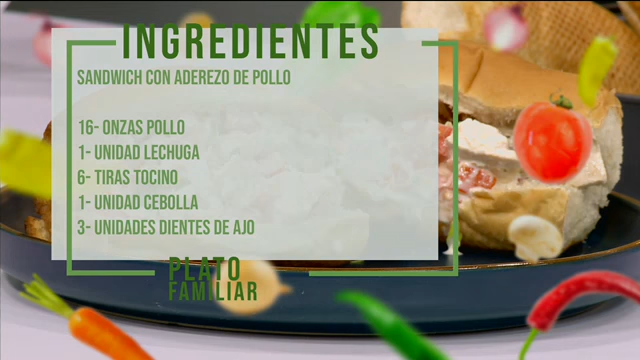 INGREDIENTES
SANDWICH CON ADEREZO DE POLLO
16- ONZAS POLLO
1- UNIDAD LECHUGA
6- TIRAS TOCINO
1- UNIDAD CEBOLLA
3- UNIDADES DIENTES DE AJO
PLATO
FAMILIAR